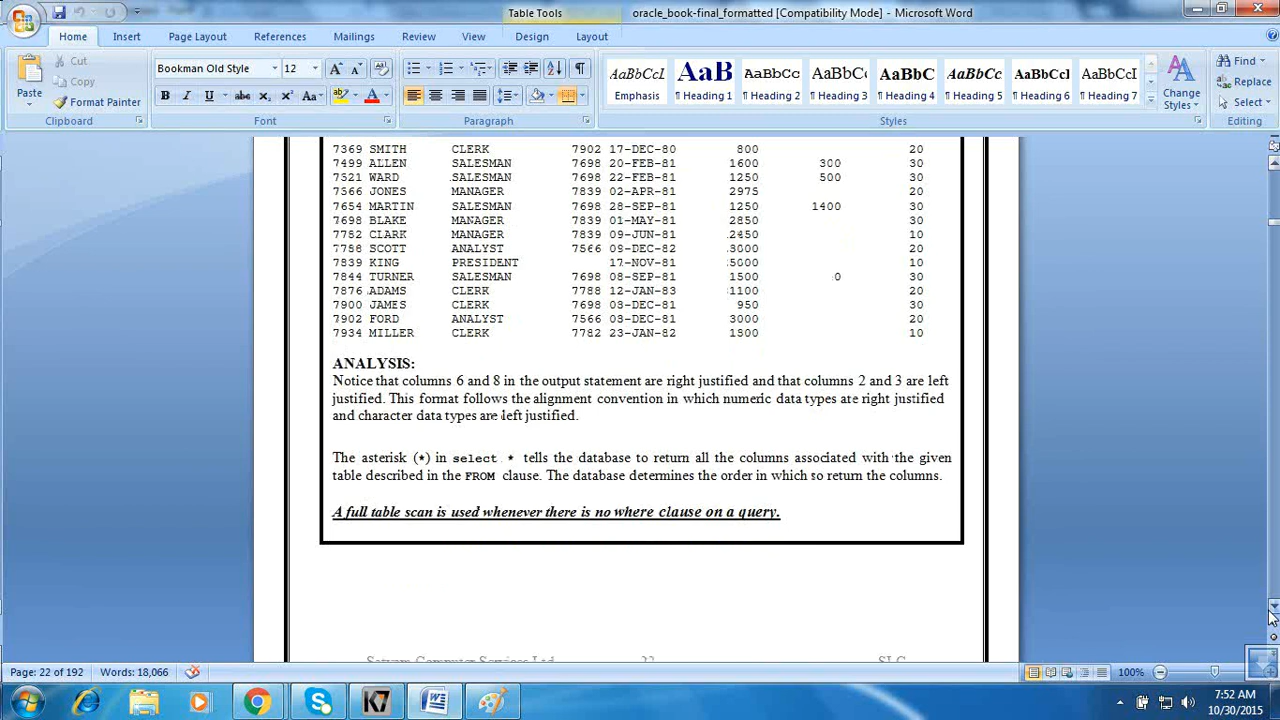 Table Tools
oracle_book-final_formatted [Compatibility Mode] - Microsoft Word
Home Insert Page Layout References Mailings Review View Design Layout
Paste
Cut
Copy
Format Painter
Clipboard
Bookman Old Style 12
B I U abc X₂ X² Aa
Font
Paragraph
AaBbCcI AaB AaBbCc AaBbCcI AaBbC AaBbCc AaBbCcI AaBbCcI
Emphasis ¶ Heading 1 ¶ Heading 2 ¶ Heading 3 ¶ Heading 4 ¶ Heading 5 ¶ Heading 6 ¶ Heading 7
Change Styles
Styles
Find
Replace
Select
Editing
7369 SMITH CLERK 7902 17-DEC-80 800 20
7499 ALLEN SALESMAN 7698 20-FEB-81 1600 300 30
7521 WARD SALESMAN 7698 22-FEB-81 1250 500 30
7566 JONES MANAGER 7839 02-APR-81 2975 20
7654 MARTIN SALESMAN 7698 28-SEP-81 1250 1400 30
7698 BLAKE MANAGER 7839 01-MAY-81 2850 30
7782 CLARK MANAGER 7839 09-JUN-81 2450 10
7788 SCOTT ANALYST 7566 09-DEC-82 3000 20
7839 KING PRESIDENT 17-NOV-81 5000 10
7844 TURNER SALESMAN 7698 08-SEP-81 1500 0 30
7876 ADAMS CLERK 7788 12-JAN-83 1100 20
7900 JAMES CLERK 7698 03-DEC-81 950 30
7902 FORD ANALYST 7566 03-DEC-81 3000 20
7934 MILLER CLERK 7782 23-JAN-82 1300 10
ANALYSIS:
Notice that columns 6 and 8 in the output statement are right justified and that columns 2 and 3 are left
justified. This format follows the alignment convention in which numeric data types are right justified
and character data types are left justified.
The asterisk (*) in select * tells the database to return all the columns associated with the given
table described in the FROM clause. The database determines the order in which so return the columns.
A full table scan is used whenever there is no where clause on a query.
Satyam Computer Services Ltd 22 SLC
Page: 22 of 192 Words: 18,066 100%
7:52 AM
10/30/2015